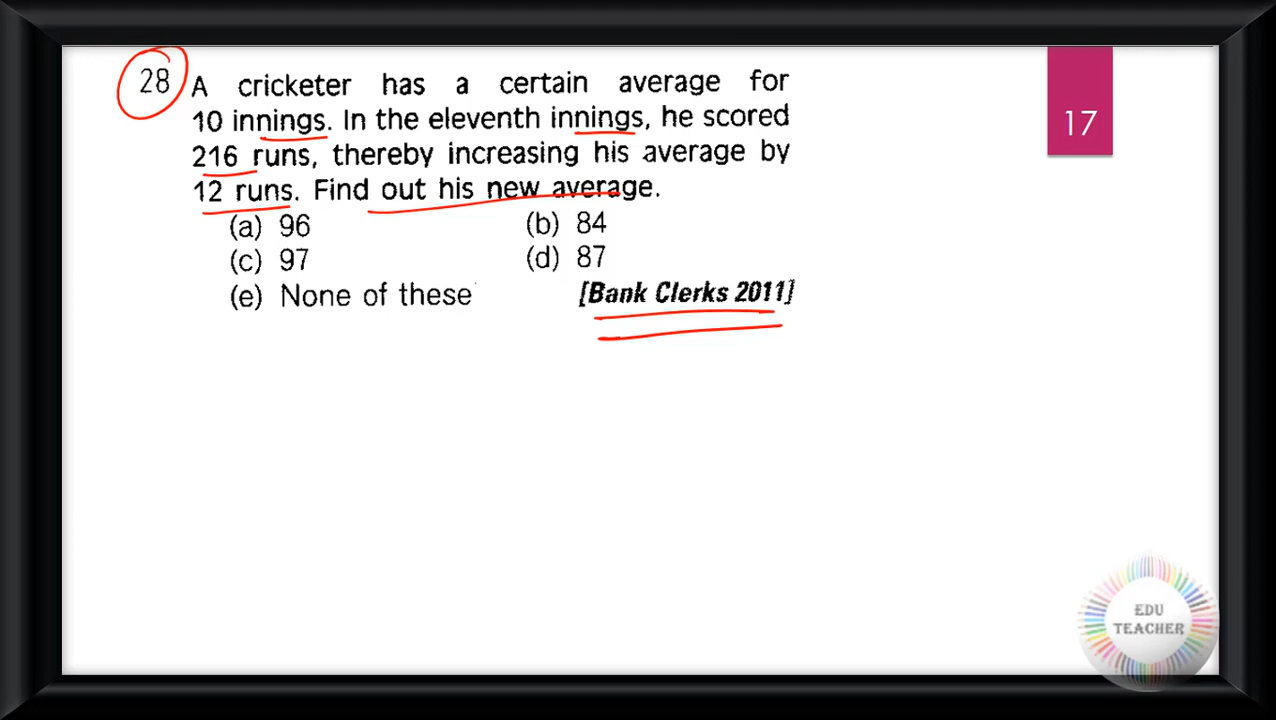 28 A cricketer has a certain average for
17
10 innings. In the eleventh innings, he scored
216 runs, thereby increasing his average by
12 runs. Find out his new average.
(a) 96 (b) 84
(c) 97 (d) 87
(e) None of these [Bank Clerks 2011]
EDU
TEACHER